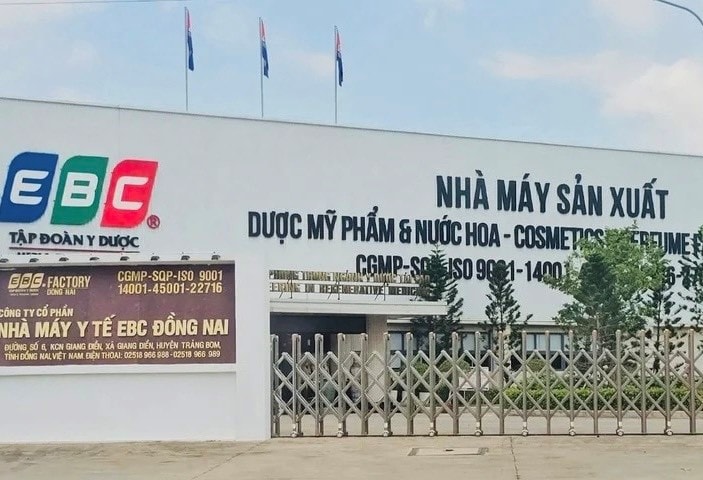 NHÀ MÁY SẢN XUẤT
DƯỢC MỸ PHẨM & NƯỚC HOA - COSMETICS
CGMP-SQP-ISO 9001-1400
EBC®
TẬP ĐOÀN Y DƯỢC
EBC FACTORY
ĐỒNG NAI
CGMP-SQP-ISO 9001
14001-45001-22716
CÔNG TY CỔ PHẦN
NHÀ MÁY Y TẾ EBC ĐỒNG NAI
ĐƯỜNG SỐ 6, KCN GIANG ĐIỀN, XÃ GIANG ĐIỀN, HUYỆN TRẢNG BOM,
TỈNH ĐỒNG NAI, VIỆT NAM ĐIỆN THOẠI: 02518 966 988 - 02518 966 989